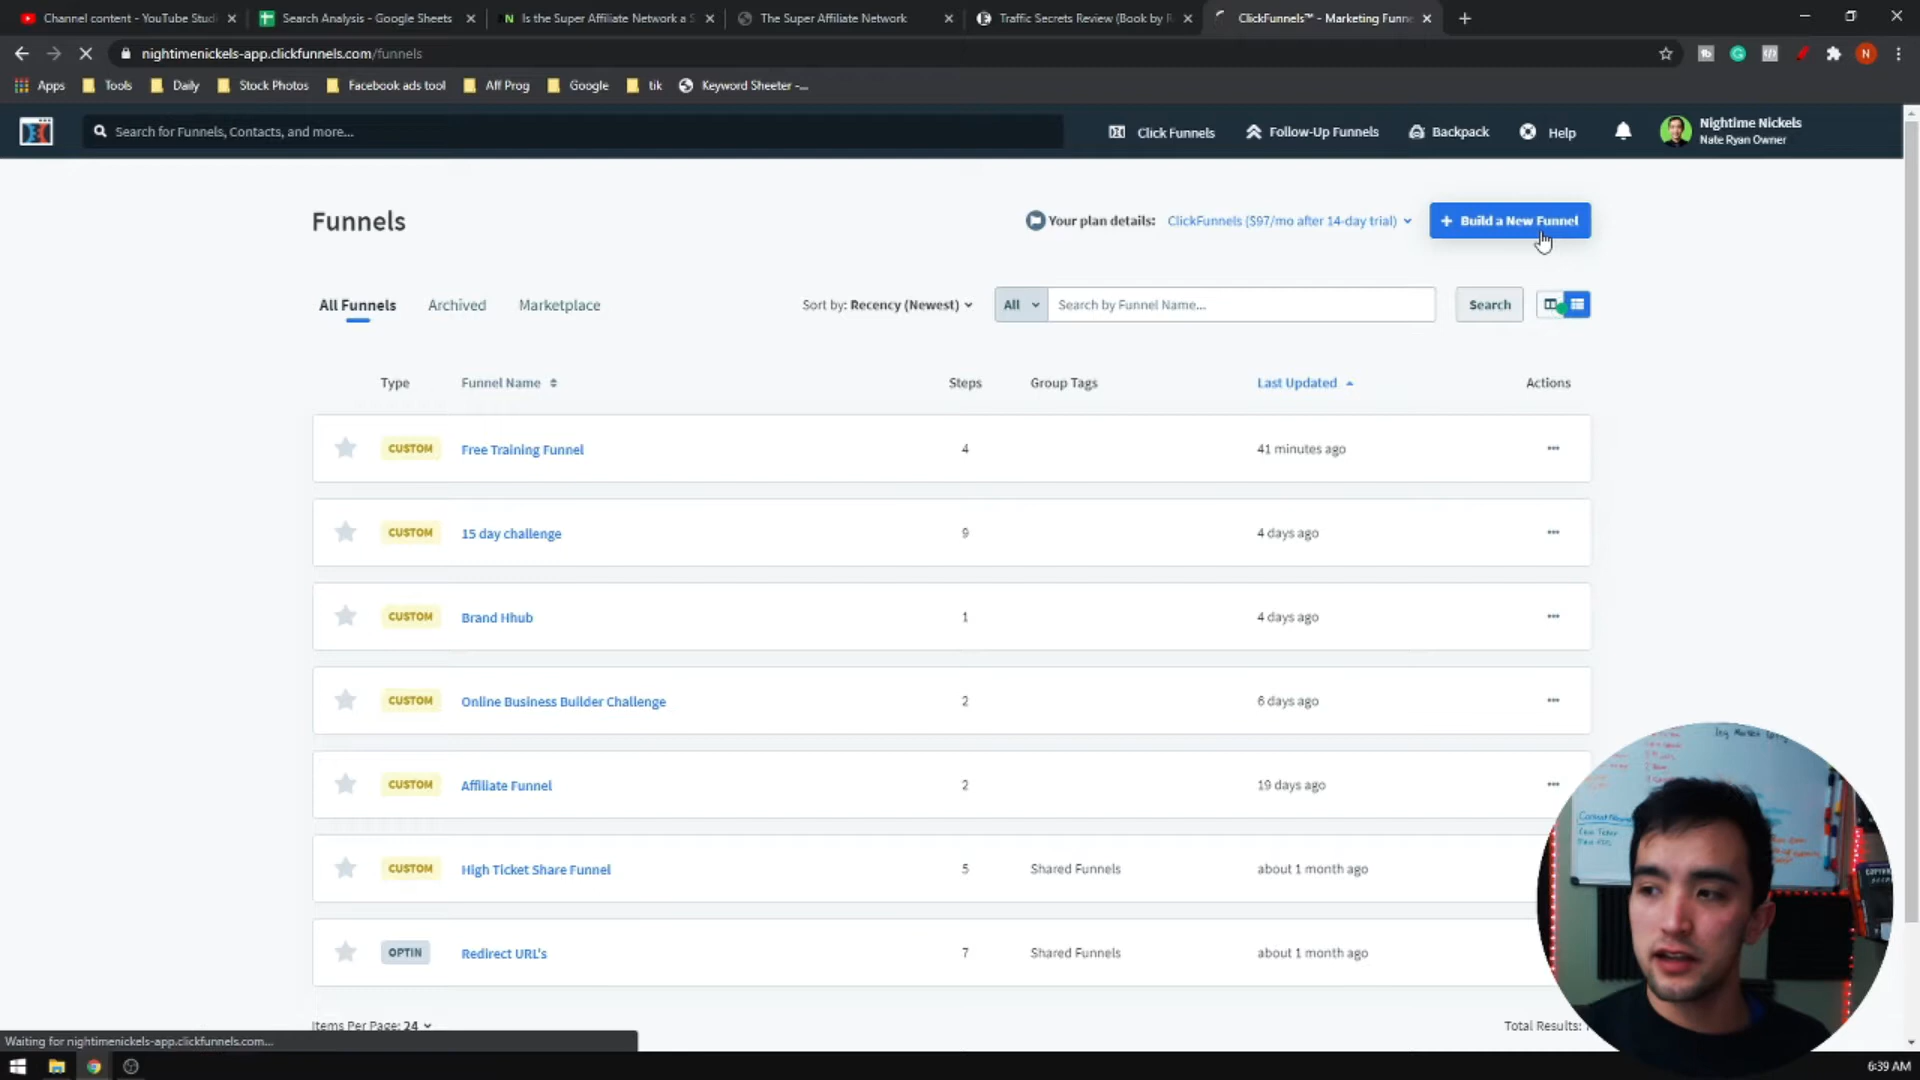 Channel content - YouTube Stud
Search Analysis - Google Sheets
Is the Super Affiliate Network a S
The Super Affiliate Network
Traffic Secrets Review (Book by R
ClickFunnels™ - Marketing Funne
nightimenickels-app.clickfunnels.com/funnels
N
Apps
Tools
Daily
Stock Photos
Facebook ads tool
Aff Prog
Google
tik
Keyword Sheeter -...
Search for Funnels, Contacts, and more...
Click Funnels
Follow-Up Funnels
Backpack
Help
Nightime Nickels
Nate Ryan Owner
Funnels
Your plan details: ClickFunnels ($97/mo after 14-day trial)
+ Build a New Funnel
All Funnels
Archived
Marketplace
Sort by: Recency (Newest)
All
Search by Funnel Name...
Search
Type
Funnel Name
Steps
Group Tags
Last Updated
Actions
CUSTOM Free Training Funnel 4 41 minutes ago ...
CUSTOM 15 day challenge 9 4 days ago ...
CUSTOM Brand Hhub 1 4 days ago ...
CUSTOM Online Business Builder Challenge 2 6 days ago ...
CUSTOM Affiliate Funnel 2 19 days ago ...
CUSTOM High Ticket Share Funnel 5 Shared Funnels about 1 month ago
OPTIN Redirect URL's 7 Shared Funnels about 1 month ago
Items Per Page: 24
Total Results:
Waiting for nightimenickels-app.clickfunnels.com...
6:39 AM